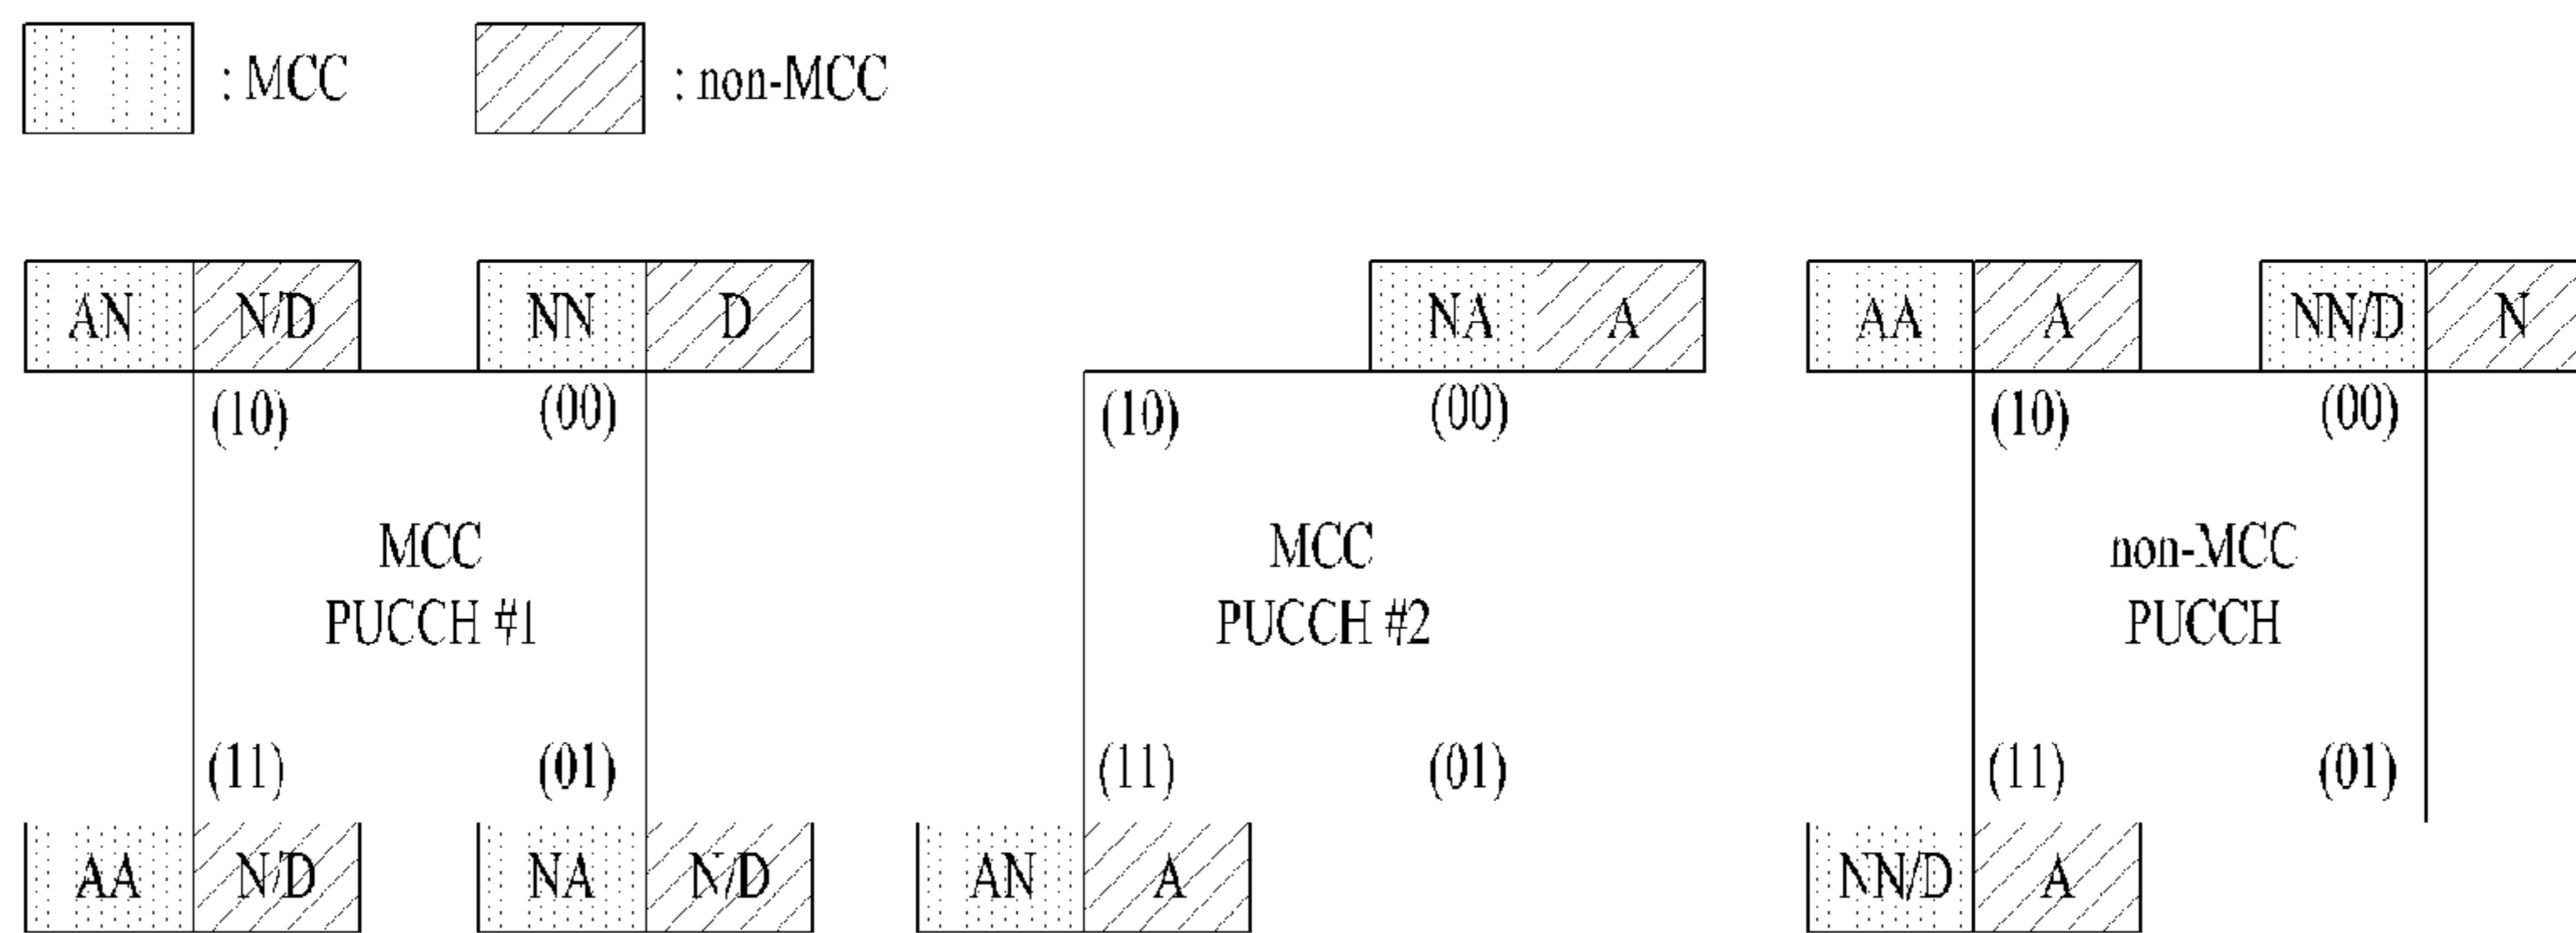 : MCC : non-MCC
AN N/D NN D NA A AA A NN/D N
(10) (00) (10) (00) (10) (00)
MCC MCC non-MCC
PUCCH #1 PUCCH #2 PUCCH
(11) (01) (11) (01) (11) (01)
AA N/D NA N/D AN A NN/D A